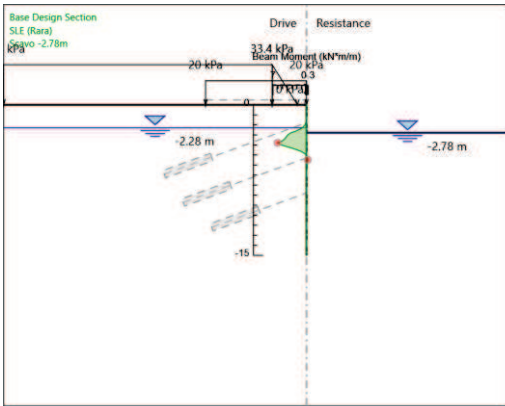 Base Design Section
SLE (Rara)
Scavo -2.78m
Drive
Resistance
kPa
33.4 kPa
Beam Moment (kN*m/m)
20 kPa
20 kPa
0.3
0
-2.28 m
-2.78 m
-15